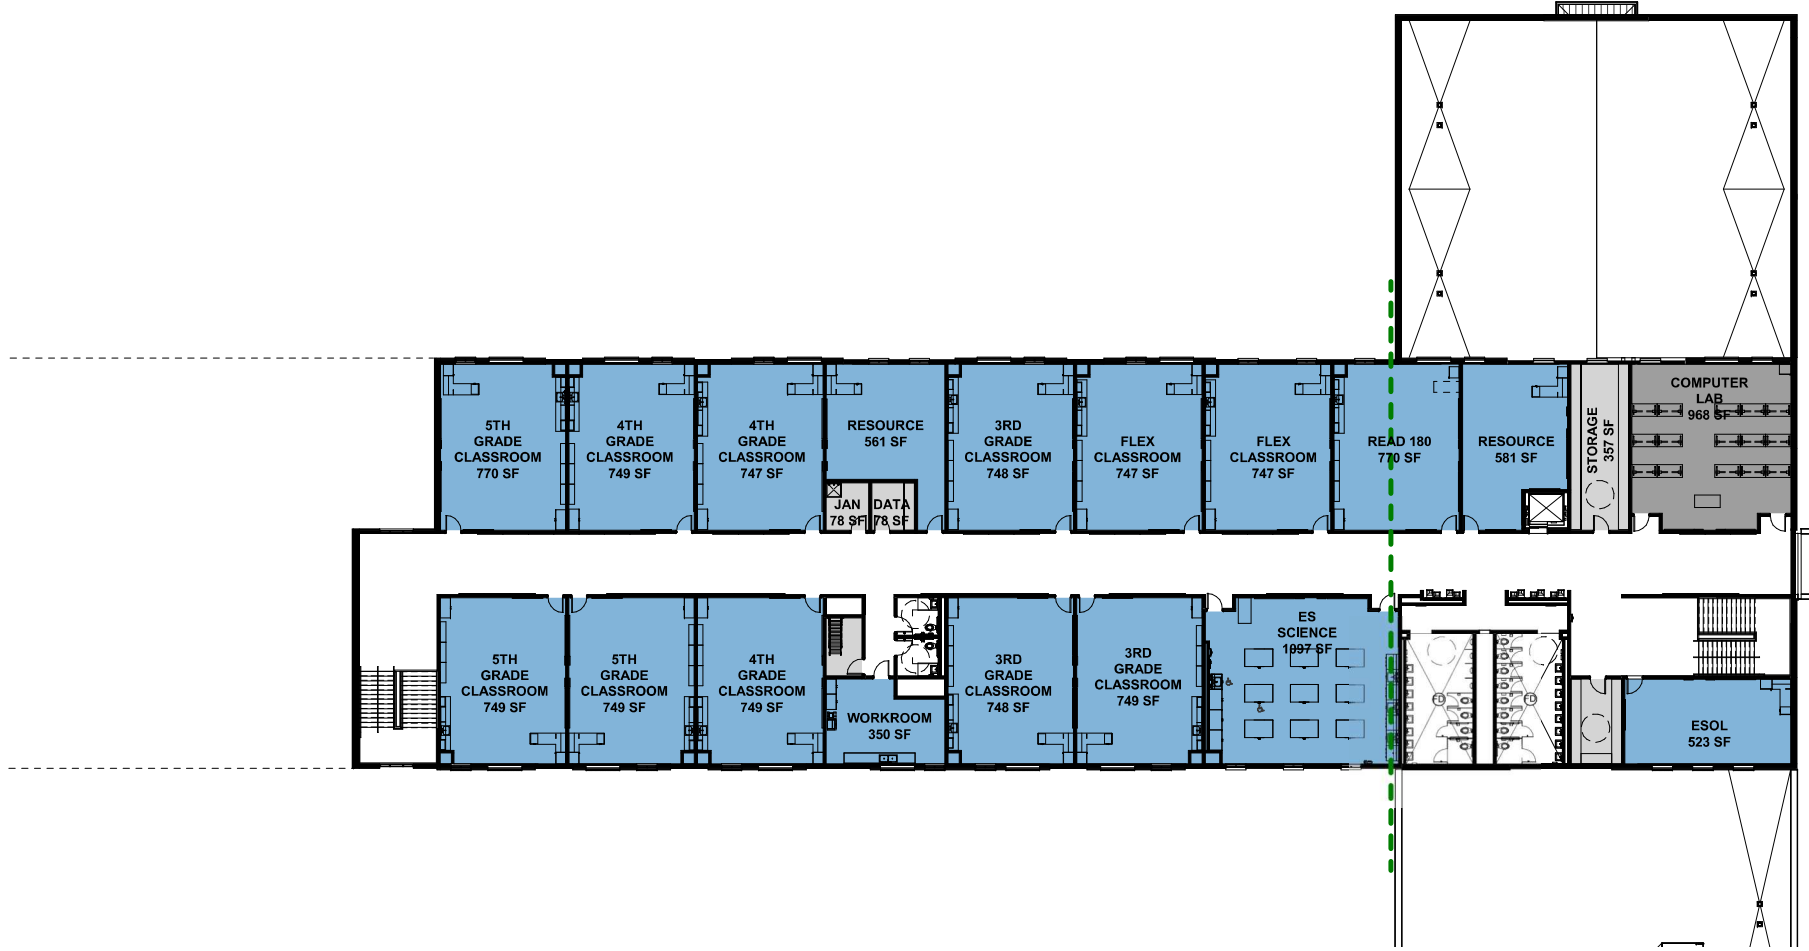 COMPUTER
LAB
968 SF
5TH
GRADE
CLASSROOM
770 SF
4TH
GRADE
CLASSROOM
749 SF
4TH
GRADE
CLASSROOM
747 SF
RESOURCE
561 SF
JAN
78 SF
DATA
78 SF
3RD
GRADE
CLASSROOM
748 SF
FLEX
CLASSROOM
747 SF
FLEX
CLASSROOM
747 SF
READ 180
770 SF
RESOURCE
581 SF
STORAGE
357 SF
5TH
GRADE
CLASSROOM
749 SF
5TH
GRADE
CLASSROOM
749 SF
4TH
GRADE
CLASSROOM
749 SF
WORKROOM
350 SF
3RD
GRADE
CLASSROOM
748 SF
3RD
GRADE
CLASSROOM
749 SF
ES
SCIENCE
1097 SF
FD
FD
ESOL
523 SF